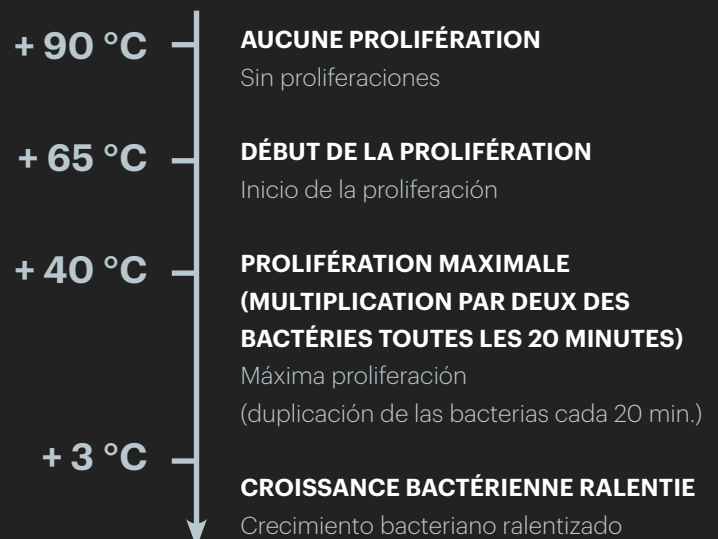 + 90 °C
AUCUNE PROLIFÉRATION
Sin proliferaciones
+ 65 °C
DÉBUT DE LA PROLIFÉRATION
Inicio de la proliferación
+ 40 °C
PROLIFÉRATION MAXIMALE
(MULTIPLICATION PAR DEUX DES
BACTÉRIES TOUTES LES 20 MINUTES)
Máxima proliferación
(duplicación de las bacterias cada 20 min.)
+ 3 °C
CROISSANCE BACTÉRIENNE RALENTIE
Crecimiento bacteriano ralentizado